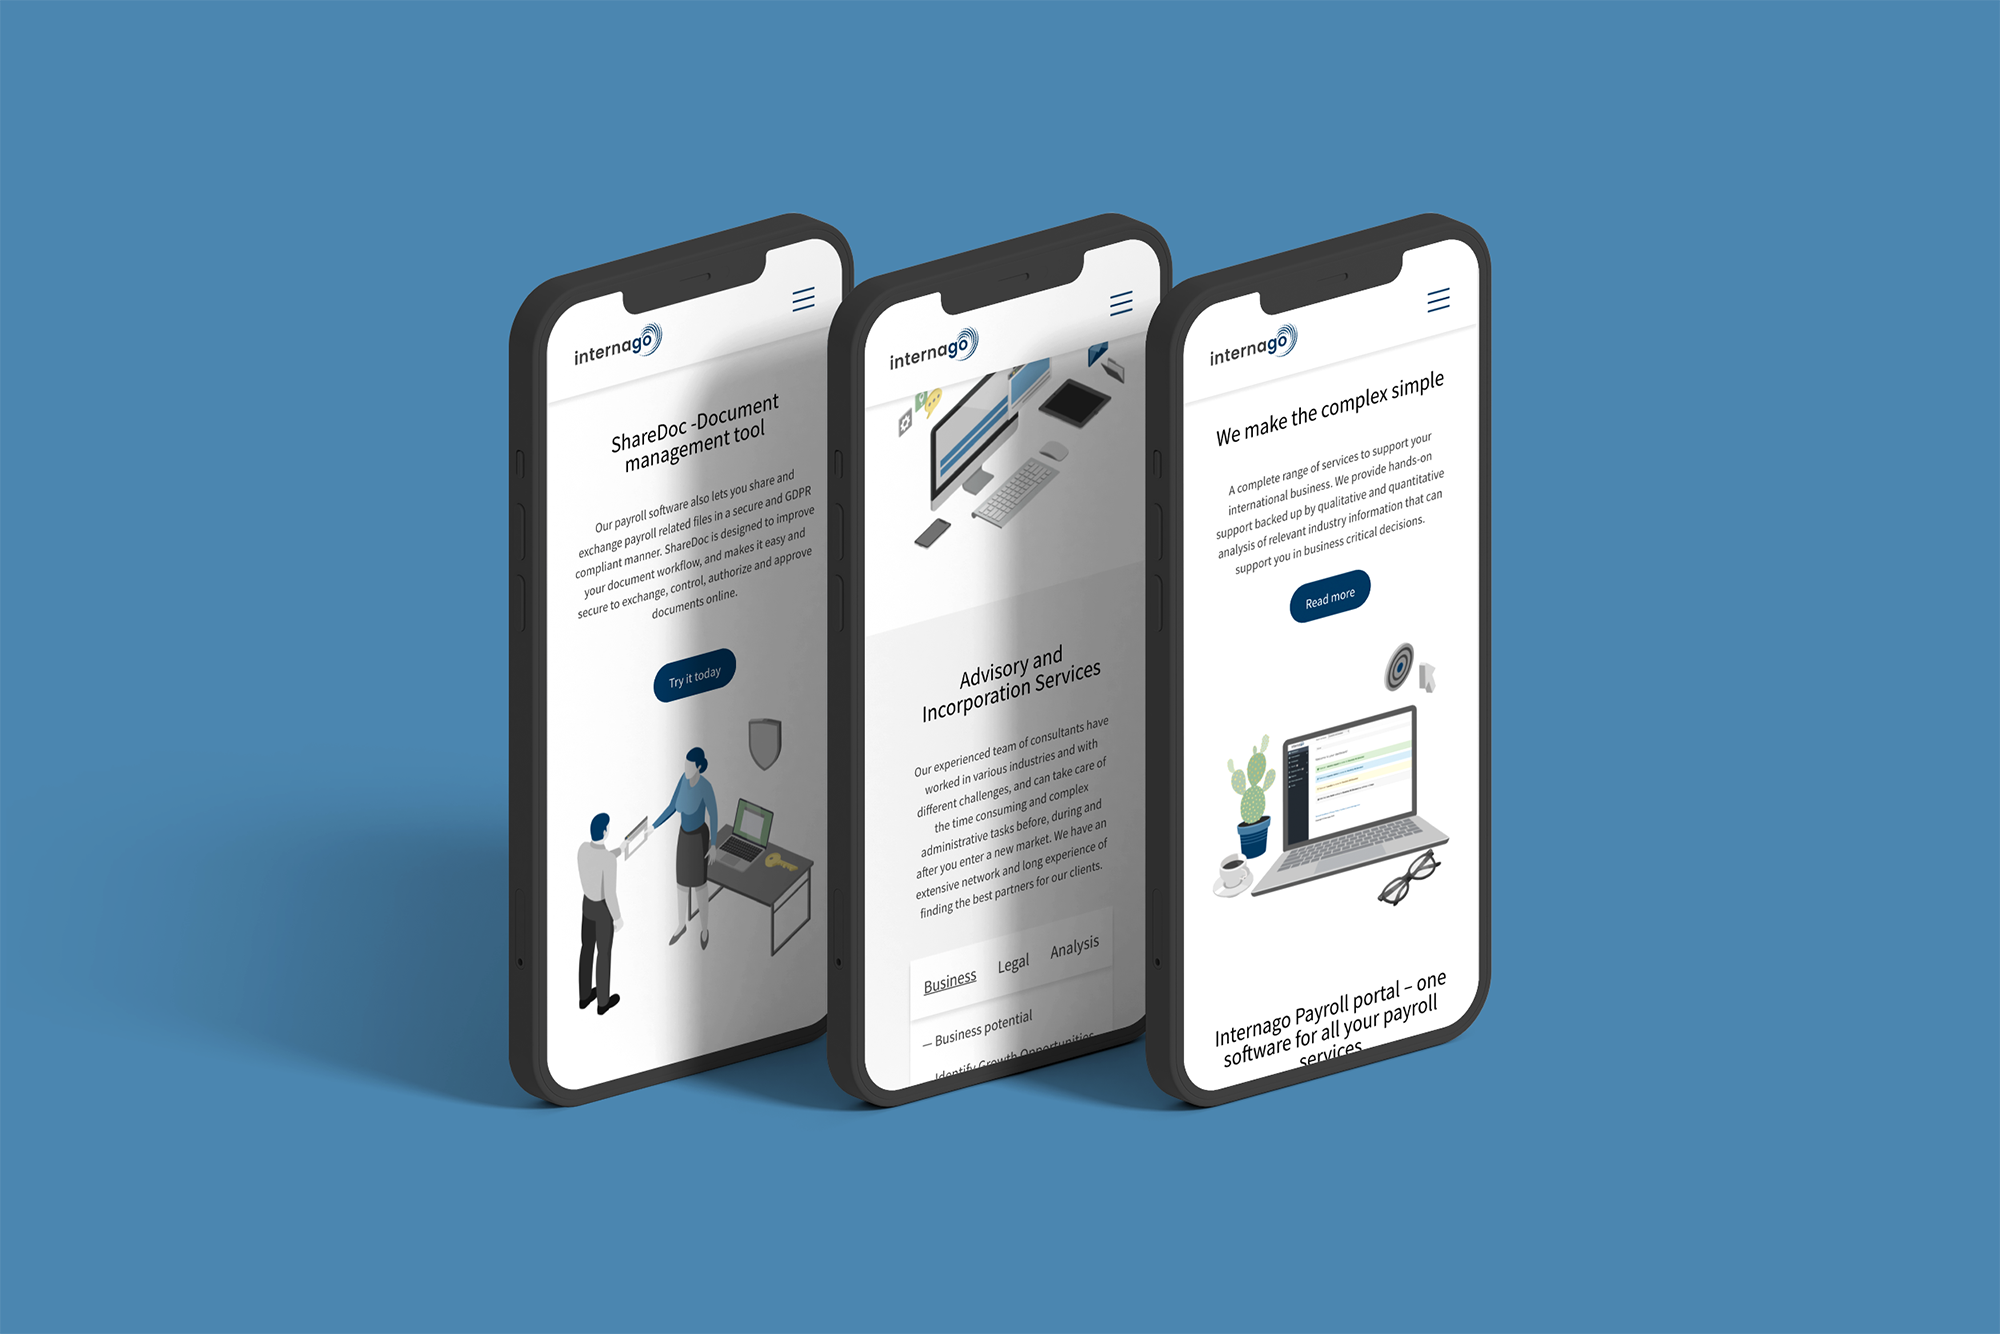 internago
ShareDoc -Document
management tool
Our payroll software also lets you share and
exchange payroll related files in a secure and GDPR
compliant manner. ShareDoc is designed to improve
your document workflow, and makes it easy and
secure to exchange, control, authorize and approve
documents online.
Try it today
internago
Advisory and
Incorporation Services
Our experienced team of consultants have
worked in various industries and with
different challenges, and can take care of
the time consuming and complex
administrative tasks before, during and
after you enter a new market. We have an
extensive network and long experience of
finding the best partners for our clients.
Business Legal Analysis
— Business potential
Identify Growth Opportunities
internago
We make the complex simple
A complete range of services to support your
international business. We provide hands-on
support backed up by qualitative and quantitative
analysis of relevant industry information that can
support you in business critical decisions.
Read more
Internago Payroll portal – one
software for all your payroll
services